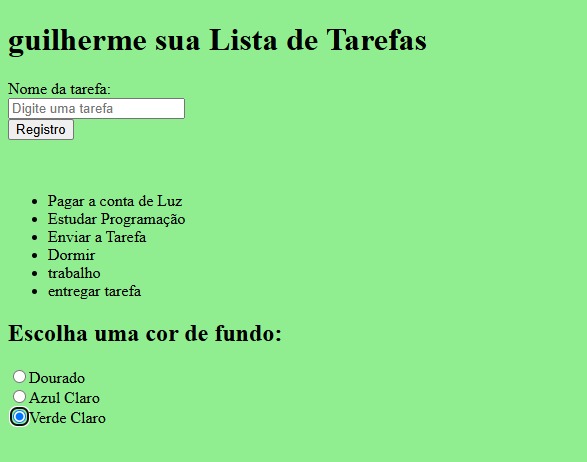 guilherme sua Lista de Tarefas
Nome da tarefa:
Digite uma tarefa
Registro
Pagar a conta de Luz
Estudar Programação
Enviar a Tarefa
Dormir
trabalho
entregar tarefa
Escolha uma cor de fundo:
Dourado
Azul Claro
Verde Claro